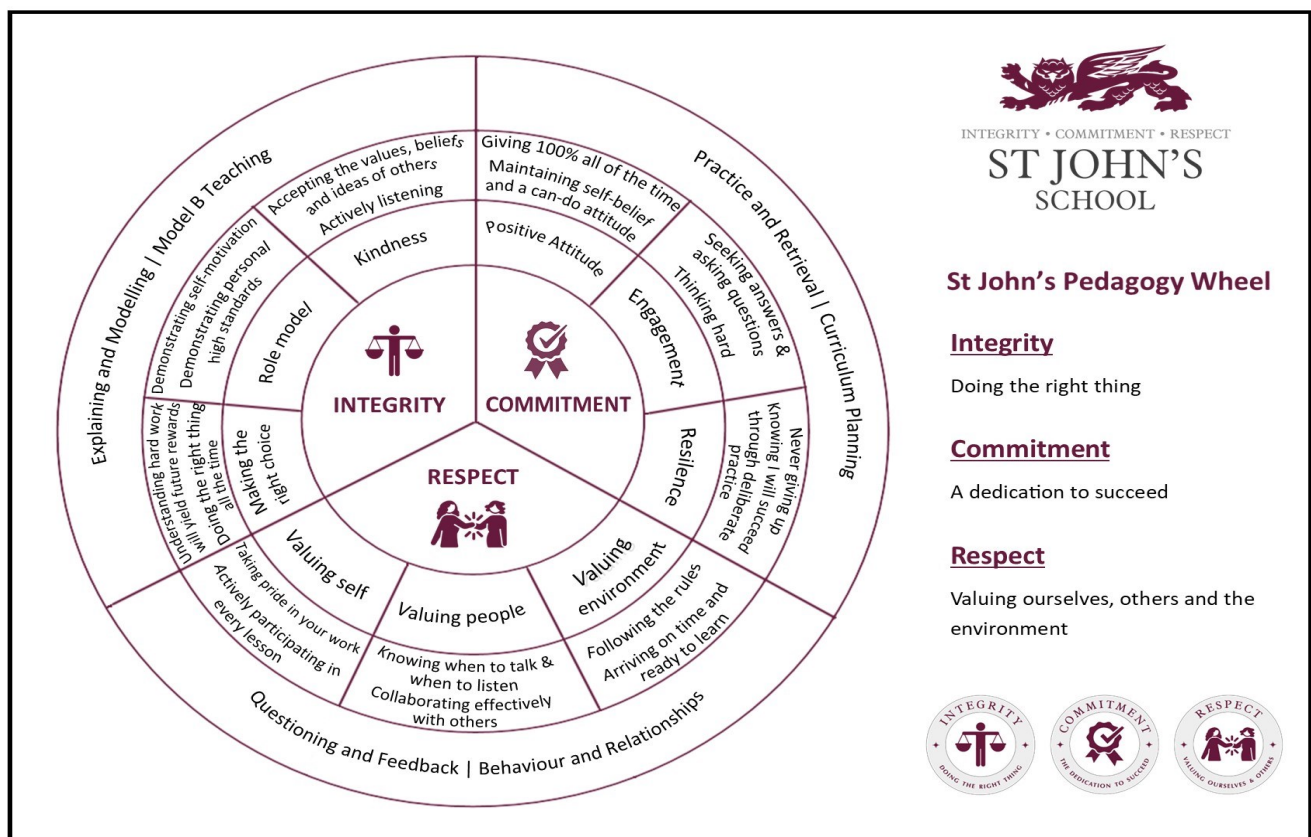 Explaining and Modelling | Model B Teaching
Practice and Retrieval | Curriculum Planning
Questioning and Feedback | Behaviour and Relationships
INTEGRITY
Kindness
Accepting the values, beliefs
and ideas of others
Actively listening
Role model
Demonstrating self-motivation
Demonstrating personal
high standards
Making the
right choice
Understanding hard work
will yield future rewards
Doing the right thing
all the time
COMMITMENT
Positive Attitude
Giving 100% all of the time
Maintaining self-belief
and a can-do attitude
Engagement
Seeking answers &
asking questions
Thinking hard
Resilence
Never giving up
Knowing I will succeed
through deliberate
practice
RESPECT
Valuing self
Taking pride in your work
Actively participating in
every lesson
Valuing people
Knowing when to talk &
when to listen
Collaborating effectively
with others
Valuing
environment
Following the rules
Arriving on time and
ready to learn
INTEGRITY • COMMITMENT • RESPECT
ST JOHN'S
SCHOOL
St John’s Pedagogy Wheel
Integrity
Doing the right thing
Commitment
A dedication to succeed
Respect
Valuing ourselves, others and the
environment
INTEGRITY
DOING THE RIGHT THING
COMMITMENT
THE DEDICATION TO SUCCEED
RESPECT
VALUING OURSELVES & OTHERS